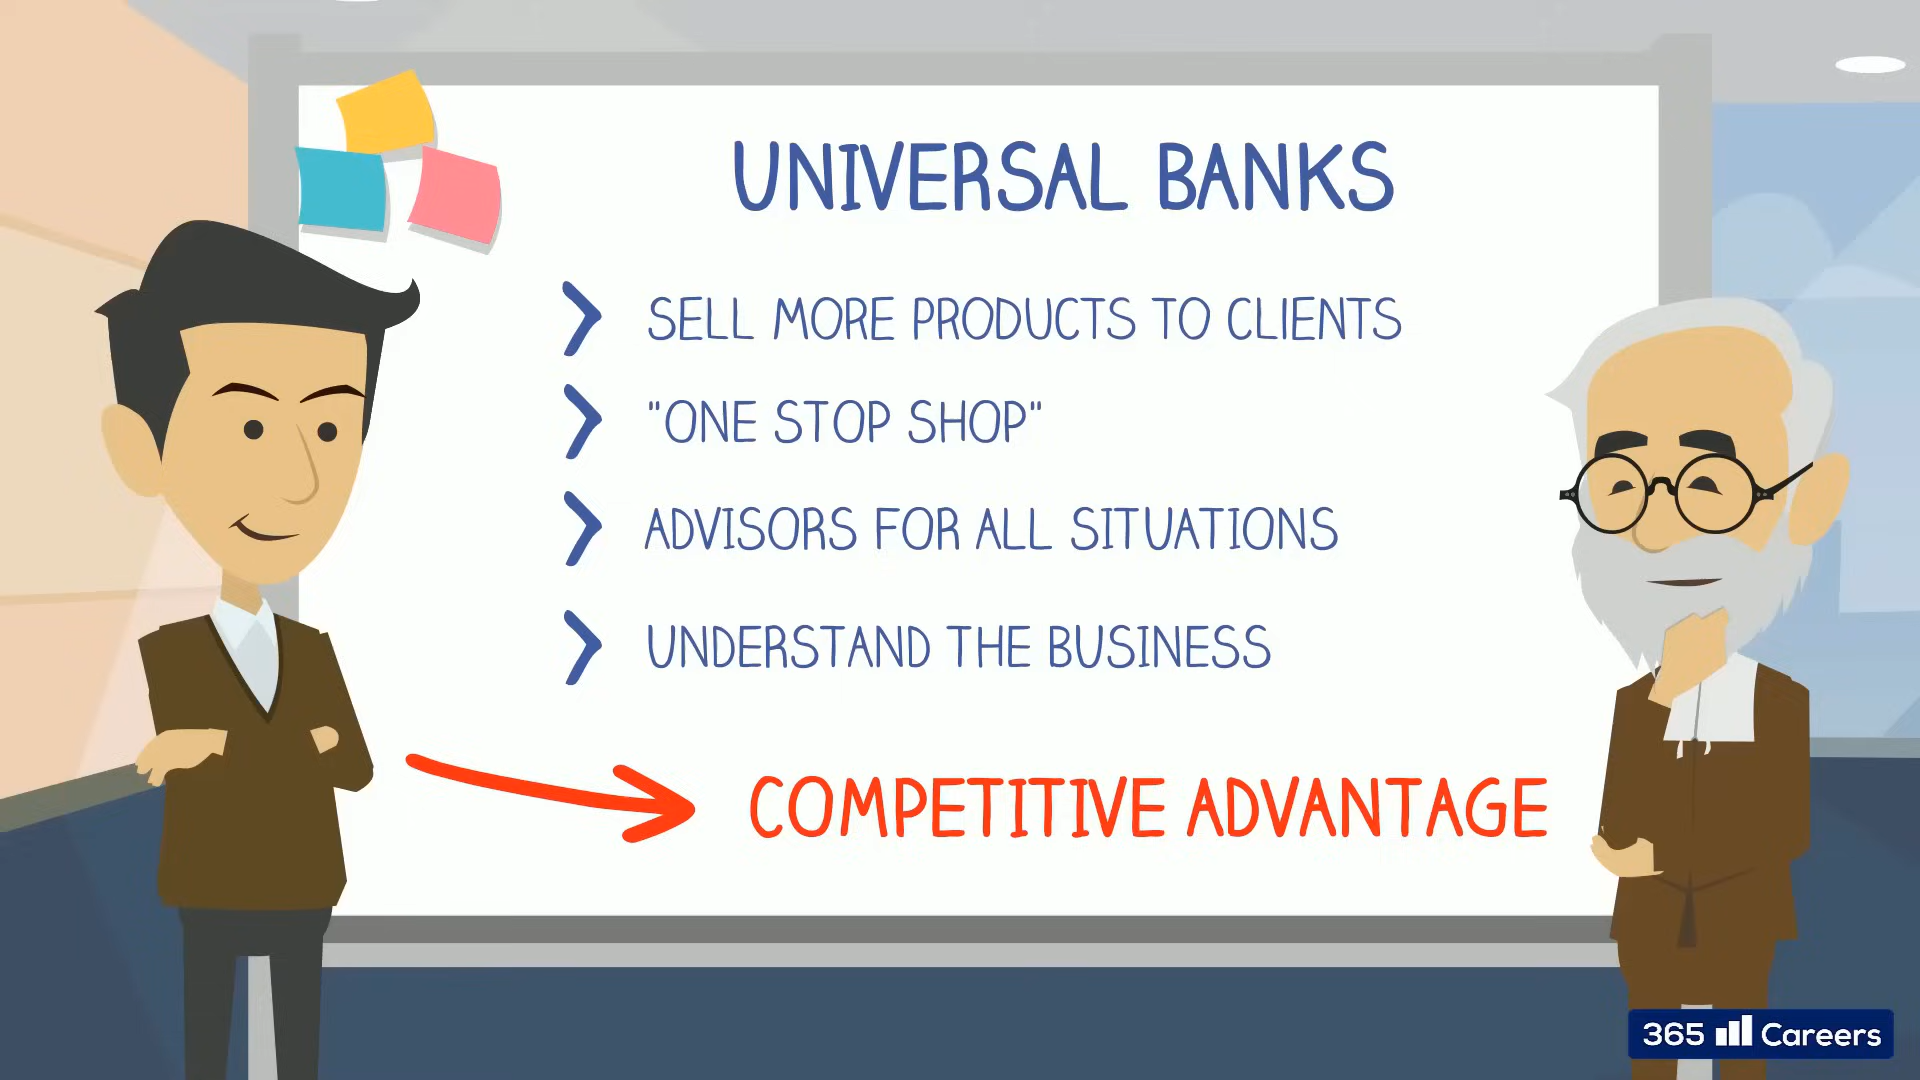 UNIVERSAL BANKS
SELL MORE PRODUCTS TO CLIENTS
"ONE STOP SHOP"
ADVISORS FOR ALL SITUATIONS
UNDERSTAND THE BUSINESS
COMPETITIVE ADVANTAGE
365 Careers